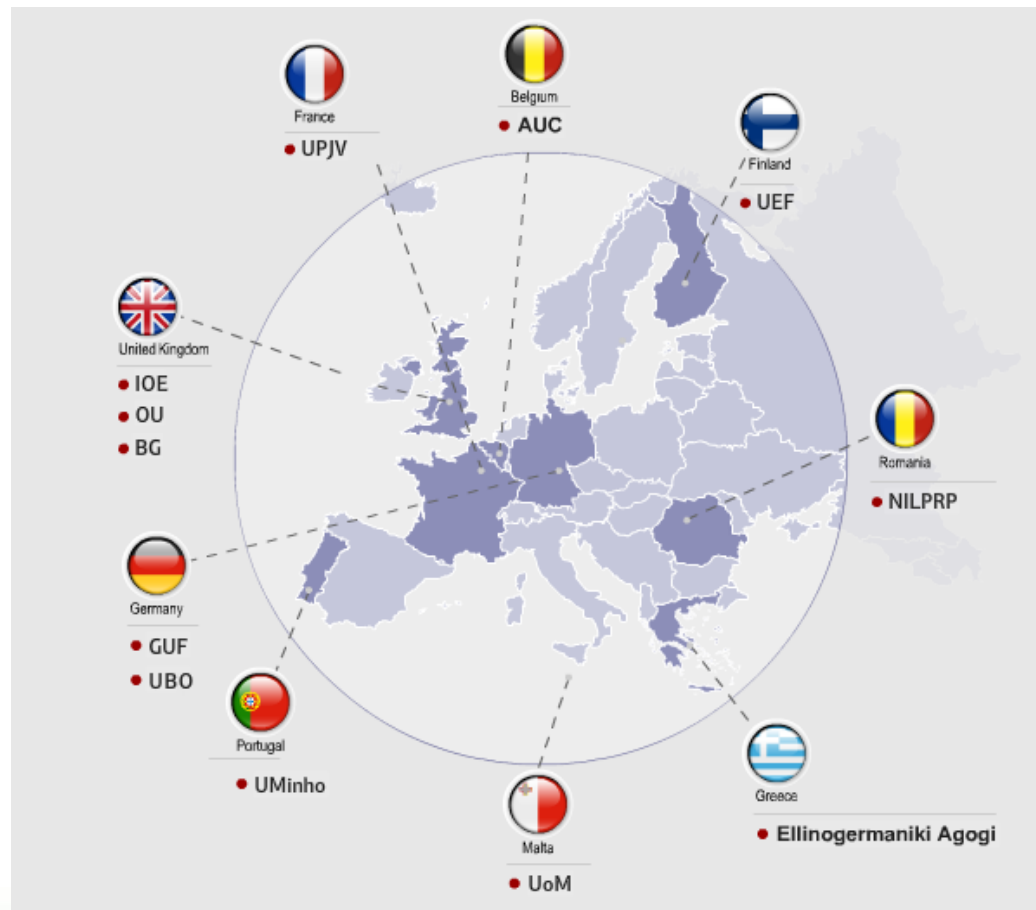 Belgium
AUC
France
UPJV
Finland
UEF
United Kingdom
IOE
OU
BG
Romania
NILPRP
Germany
GUF
UBO
Portugal
UMinho
Greece
Ellinogermaniki Agogi
Malta
UoM